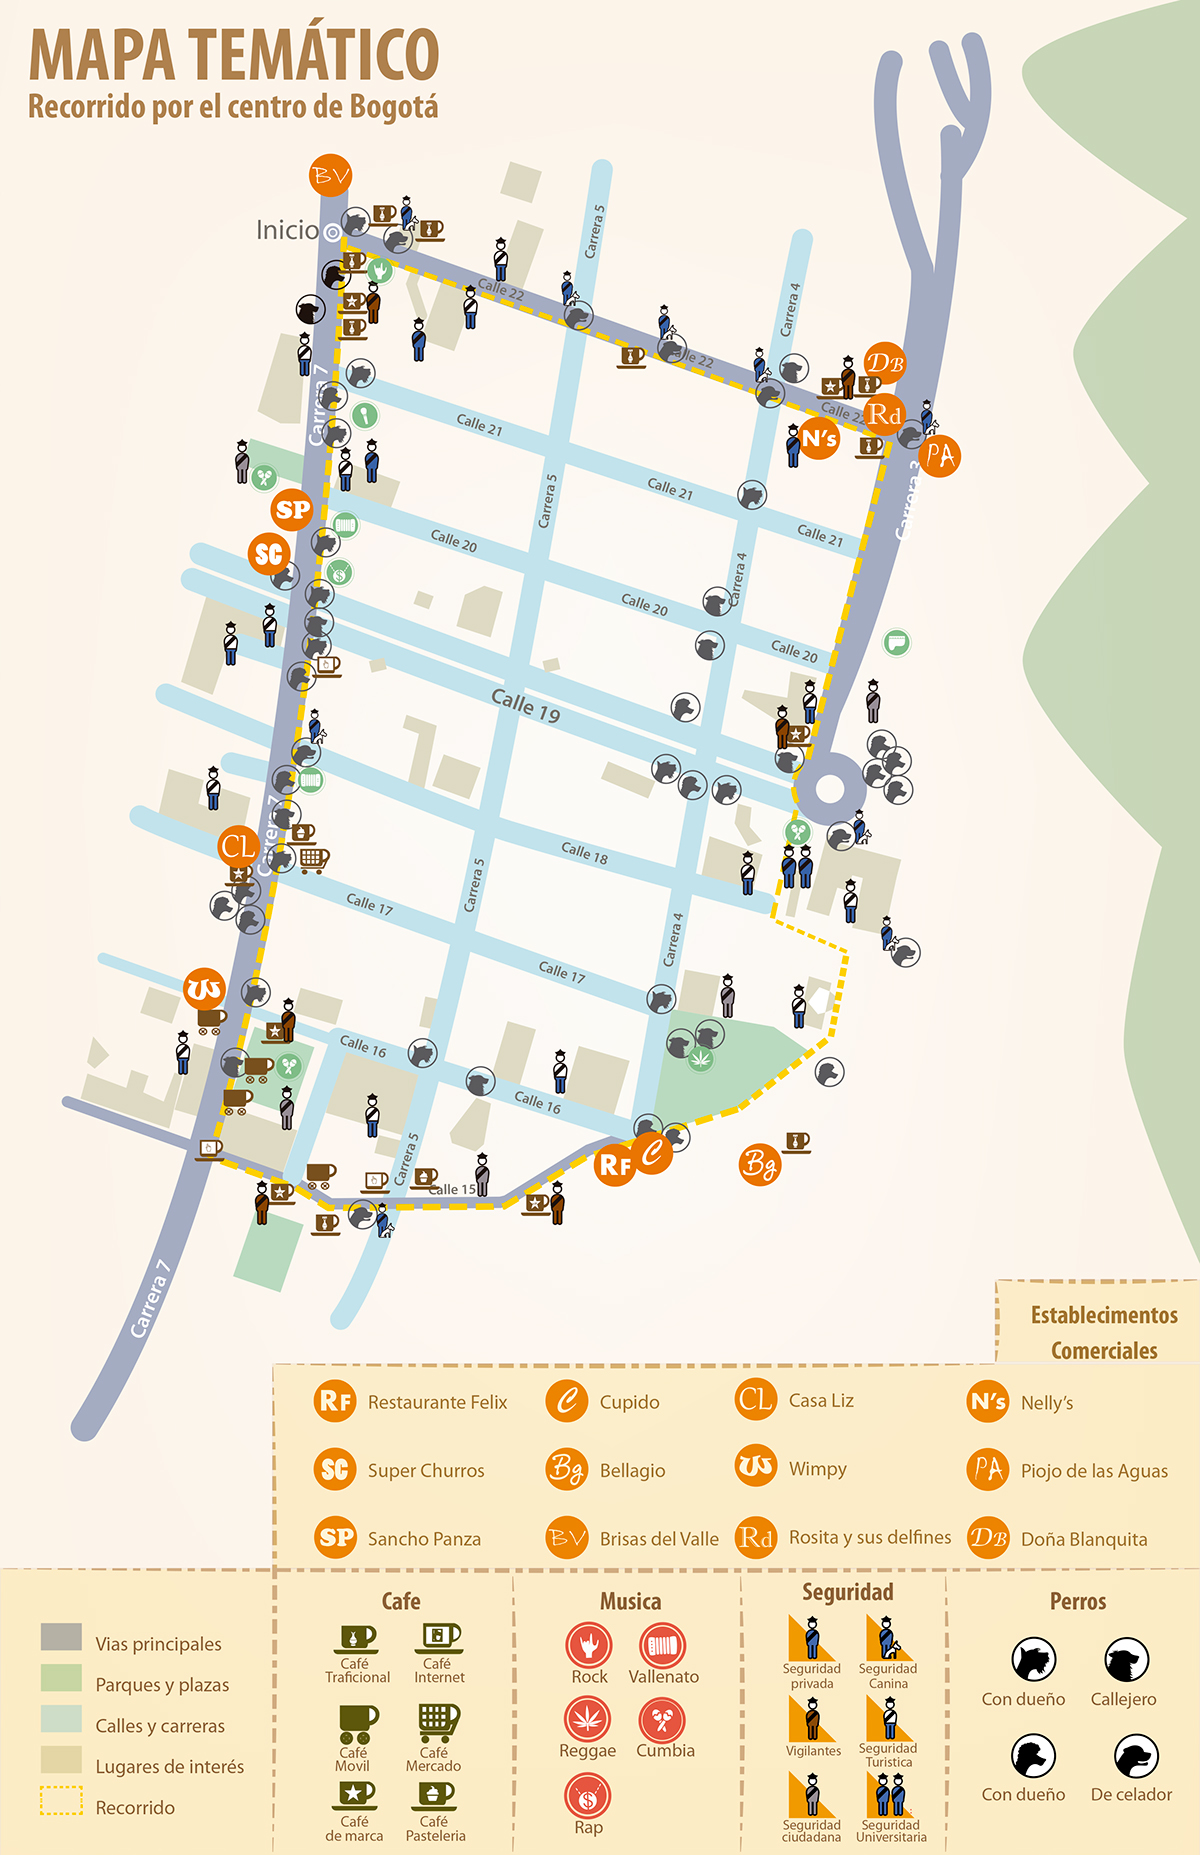 MAPA TEMÁTICO
Recorrido por el centro de Bogotá
BV
Inicio
Calle 22
Carrera 5
Carrera 4
Calle 22
Calle 22
DB
Rd
N's
PA
Carrera 7
Calle 21
Calle 21
Calle 21
Carrera 3
SP
SC
Calle 20
Carrera 5
Calle 20
Carrera 4
Calle 20
Calle 19
Carrera 7
CL
Calle 18
Carrera 5
Calle 17
Calle 17
Carrera 4
W
Calle 16
Calle 16
Carrera 5
Calle 15
RF
C
Bg
Carrera 7
Establecimentos
Comerciales
RF Restaurante Felix
C Cupido
CL Casa Liz
N's Nelly's
SC Super Churros
Bg Bellagio
W Wimpy
PA Piojo de las Aguas
SP Sancho Panza
BV Brisas del Valle
Rd Rosita y sus delfines
DB Doña Blanquita
Vias principales
Parques y plazas
Calles y carreras
Lugares de interés
Recorrido
Cafe
Café
Traficional
Café
Internet
Café
Movil
Café
Mercado
Café
de marca
Café
Pasteleria
Musica
Rock
Vallenato
Reggae
Cumbia
$
Rap
Seguridad
Seguridad
privada
Seguridad
Canina
Vigilantes
Seguridad
Turistica
Seguridad
ciudadana
Seguridad
Universitaria
Perros
Con dueño
Callejero
Con dueño
De celador